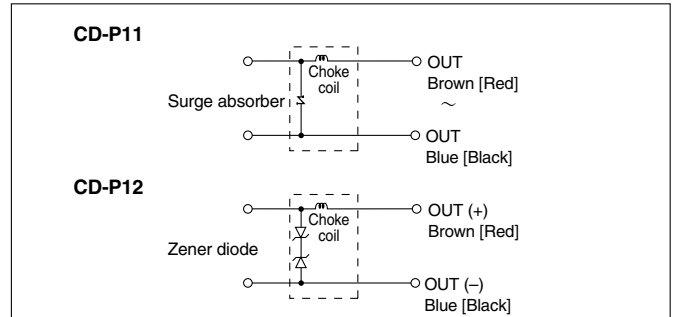 CD-P11
OUT
Choke
coil
Brown [Red]
Surge absorber
~
OUT
Blue [Black]
CD-P12
OUT (+)
Choke
coil
Brown [Red]
Zener diode
OUT (–)
Blue [Black]